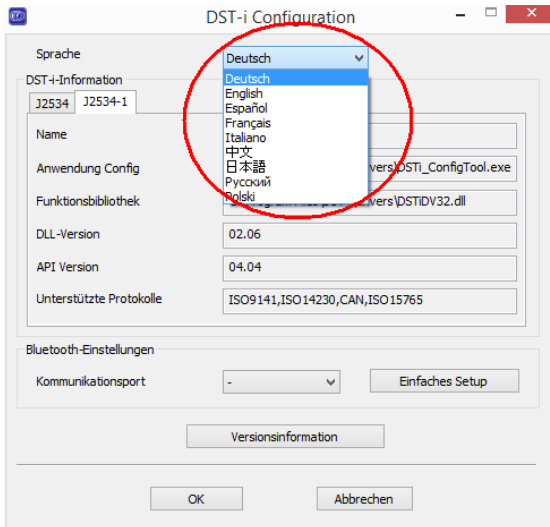 DST-i Configuration
Sprache
Deutsch
Deutsch
English
Español
Français
Italiano
中文
日本語
Русский
Polski
DST-i-Information
J2534
J2534-1
Name
Anwendung Config
vers\DSTi_ConfigTool.exe
Funktionsbibliothek
vers\DSTiDV32.dll
DLL-Version
02.06
API Version
04.04
Unterstützte Protokolle
ISO9141,ISO14230,CAN,ISO15765
Bluetooth-Einstellungen
Kommunikationsport
-
Einfaches Setup
Versionsinformation
OK
Abbrechen